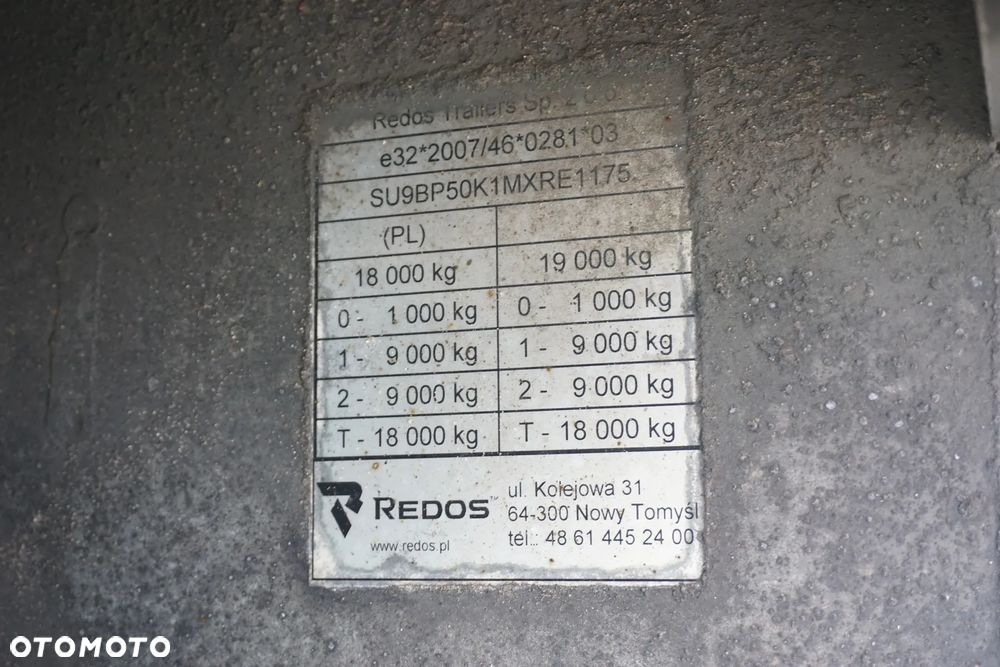 Redos Trailers Sp. z o.o.
e32*2007/46*0281*03
SU9BP50K1MXRE1175
(PL)
18 000 kg 19 000 kg
0 - 1 000 kg 0 - 1 000 kg
1 - 9 000 kg 1 - 9 000 kg
2 - 9 000 kg 2 - 9 000 kg
T - 18 000 kg T - 18 000 kg
REDOS™
www.redos.pl
ul. Kolejowa 31
64-300 Nowy Tomyśl
tel.: 48 61 445 24 00
OTOMOTO